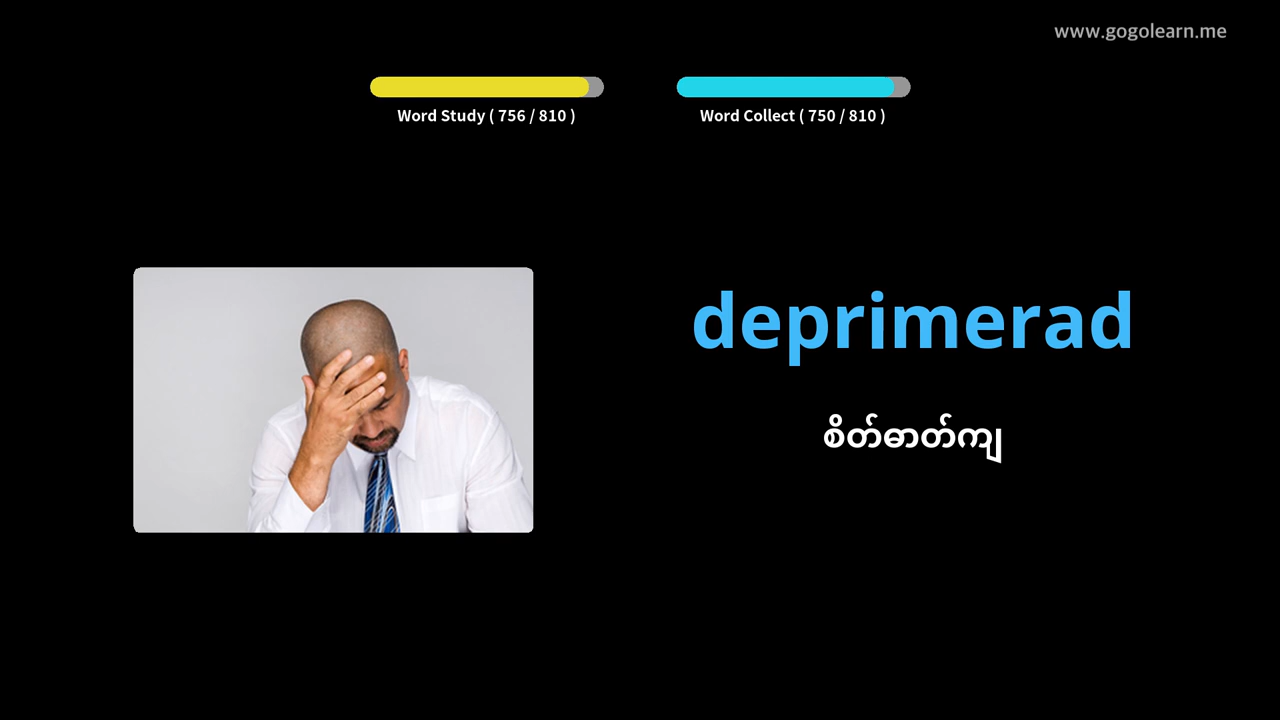 www.gogolearn.me
Word Study ( 756 / 810 )
Word Collect ( 750 / 810 )
deprimerad
စိတ်ဓာတ်ကျ